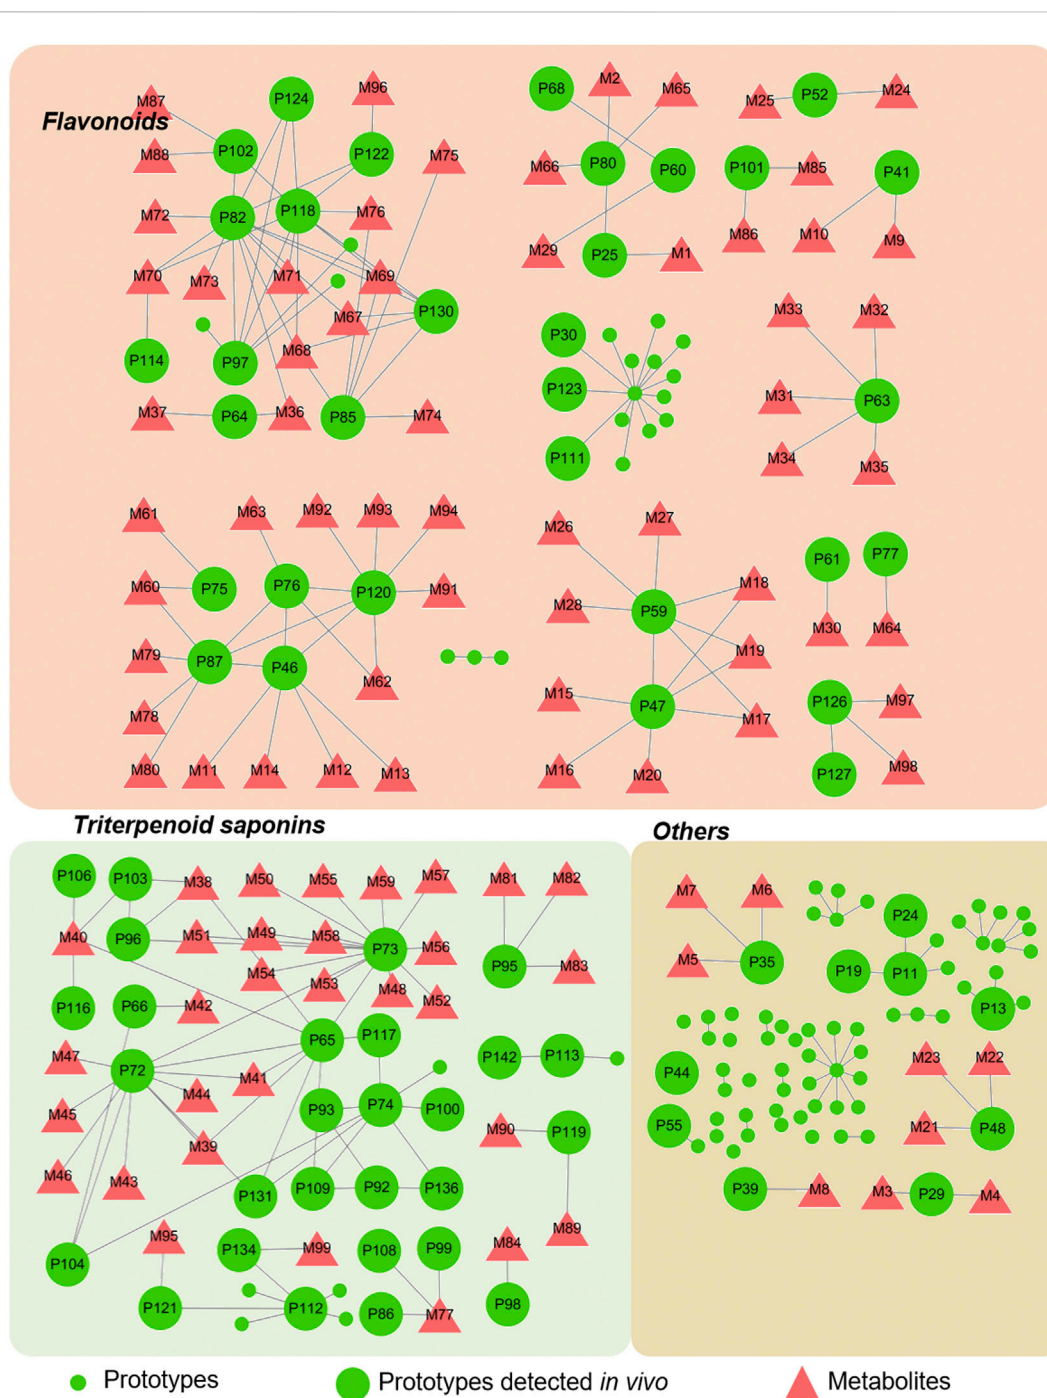 M87
P124
M96
Flavonoids
M88
P102
P122
M75
M72
P82
P118
M76
M70
M73
M71
M69
M67
P130
P114
P97
M68
M37
P64
M36
P85
M74
P68
M2
M65
M66
P80
P60
M29
P25
M1
M25
P52
M24
P101
M85
P41
M86
M10
M9
P30
P123
P111
M33
M32
M31
P63
M34
M35
M61
M63
M92
M93
M94
M60
P75
P76
P120
M91
M79
P87
P46
M62
M78
M80
M11
M14
M12
M13
M26
M27
M28
P59
M18
M19
M15
P47
M17
M16
M20
P61
P77
M30
M64
P126
M97
P127
M98
Triterpenoid saponins
P106
P103
M38
M50
M55
M59
M57
M40
P96
M51
M49
M58
P73
M56
M54
M53
M48
M52
P116
P66
M42
P65
P117
M47
P72
M41
M44
M45
P93
P74
P100
M39
M46
M43
P131
P109
P92
P136
P104
M95
P134
M99
P108
P99
P121
P112
P86
M77
M81
M82
P95
M83
P142
P113
M90
P119
M89
M84
P98
Others
M7
M6
M5
P35
P24
P19
P11
P13
P44
P55
M23
M22
M21
P48
P39
M8
M3
P29
M4
Prototypes
Prototypes detected in vivo
Metabolites